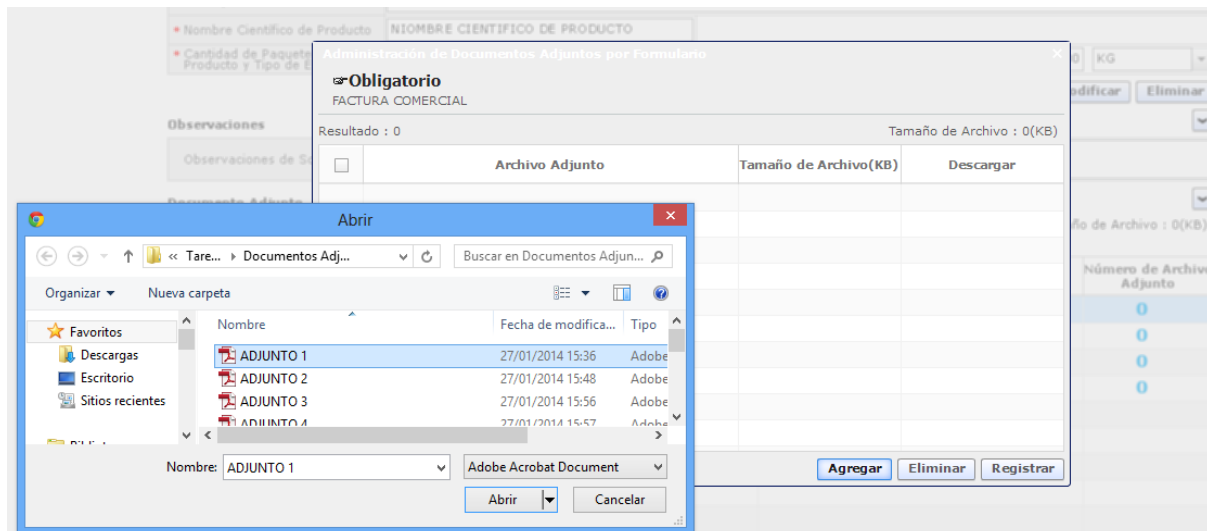 * Nombre Científico de Producto NIOMBRE CIENTIFICO DE PRODUCTO
* Cantidad de Paquete
Producto y Tipo de E
0 KG
odificar Eliminar
Observaciones
Observaciones de So
Documento Adjunto
ño de Archivo : 0(KB)
Número de Archivo
Adjunto
0
0
0
0
Administración de Documentos Adjuntos por Formulario ×
☞Obligatorio
FACTURA COMERCIAL
Resultado : 0 Tamaño de Archivo : 0(KB)
Archivo Adjunto Tamaño de Archivo(KB) Descargar
Agregar Eliminar Registrar
Abrir ×
« Tare... Documentos Adj... Buscar en Documentos Adjun...
Organizar Nueva carpeta
Favoritos
Descargas
Escritorio
Sitios recientes
Nombre Fecha de modifica... Tipo
ADJUNTO 1 27/01/2014 15:36 Adobe
ADJUNTO 2 27/01/2014 15:48 Adobe
ADJUNTO 3 27/01/2014 15:56 Adobe
ADJUNTO 4 27/01/2014 15:57 Adobe
Nombre: ADJUNTO 1 Adobe Acrobat Document
Abrir Cancelar